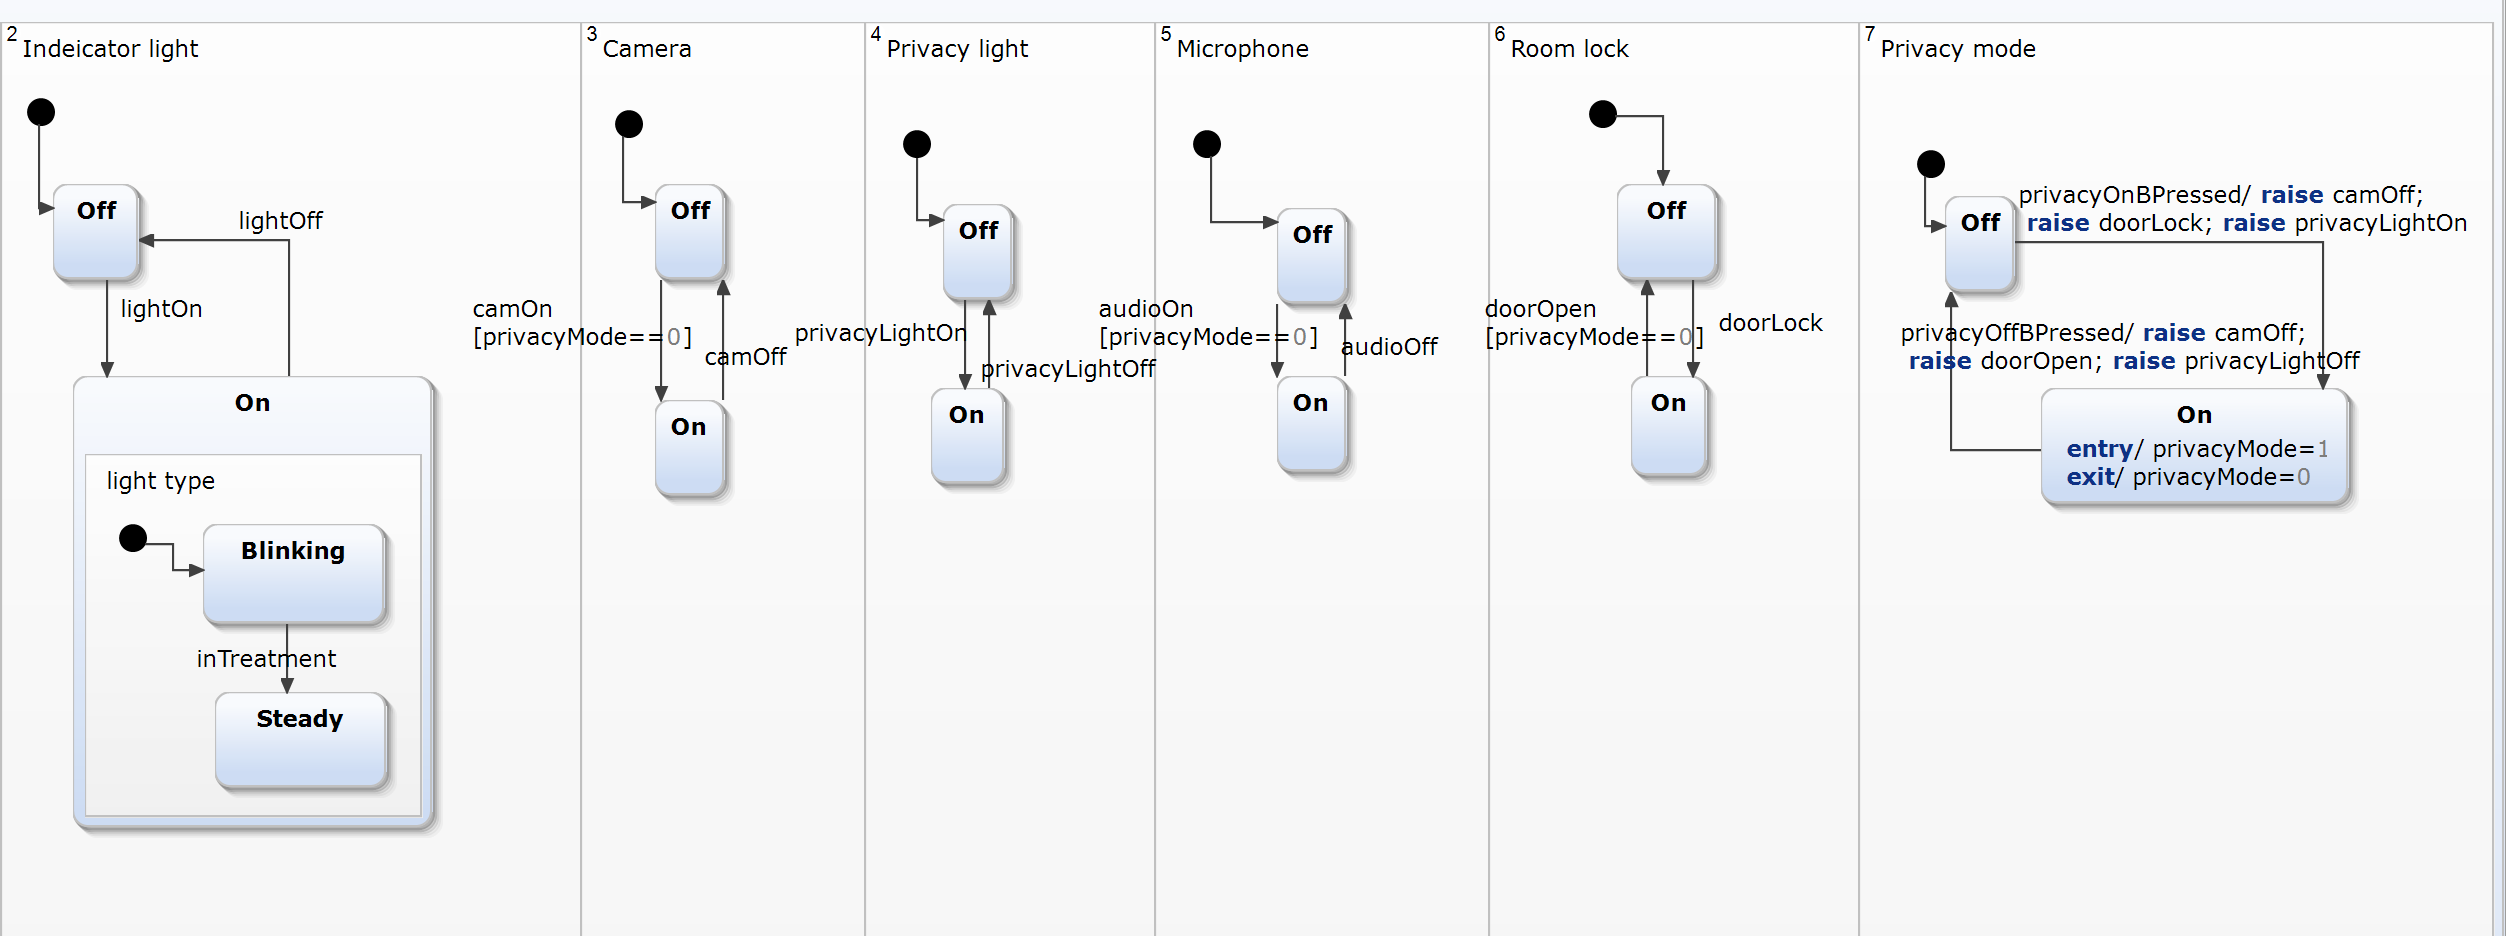 2 Indeicator light
Off
lightOff
lightOn
On
light type
Blinking
inTreatment
Steady
3 Camera
Off
camOn
[privacyMode==0]
camOff
On
4 Privacy light
Off
privacyLightOn
privacyLightOff
On
5 Microphone
Off
audioOn
[privacyMode==0]
audioOff
On
6 Room lock
Off
doorOpen
[privacyMode==0]
doorLock
On
7 Privacy mode
Off
privacyOnBPressed/ raise camOff;
raise doorLock; raise privacyLightOn
privacyOffBPressed/ raise camOff;
raise doorOpen; raise privacyLightOff
On
entry/ privacyMode=1
exit/ privacyMode=0